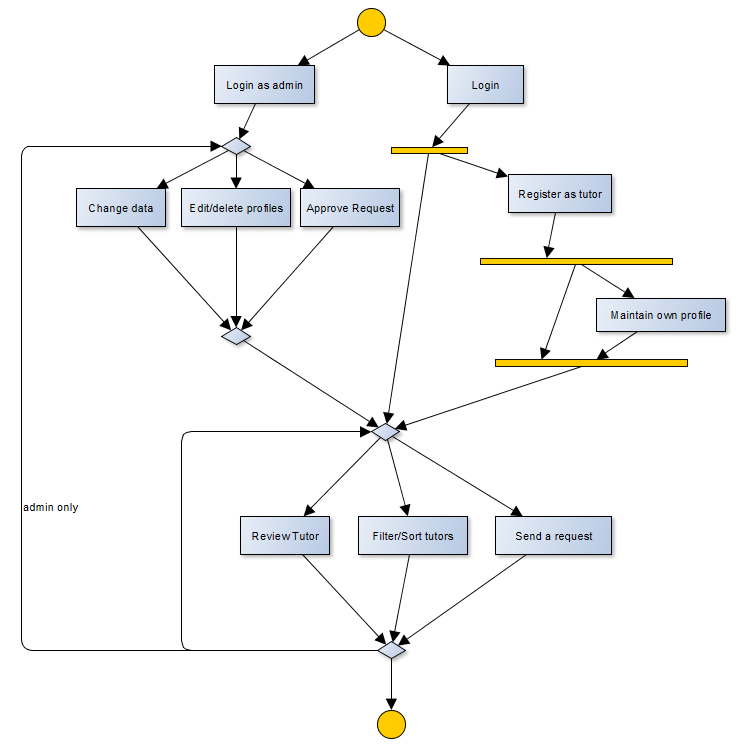 Login as admin
Login
Change data
Edit/delete profiles
Approve Request
Register as tutor
Maintain own profile
admin only
Review Tutor
Filter/Sort tutors
Send a request